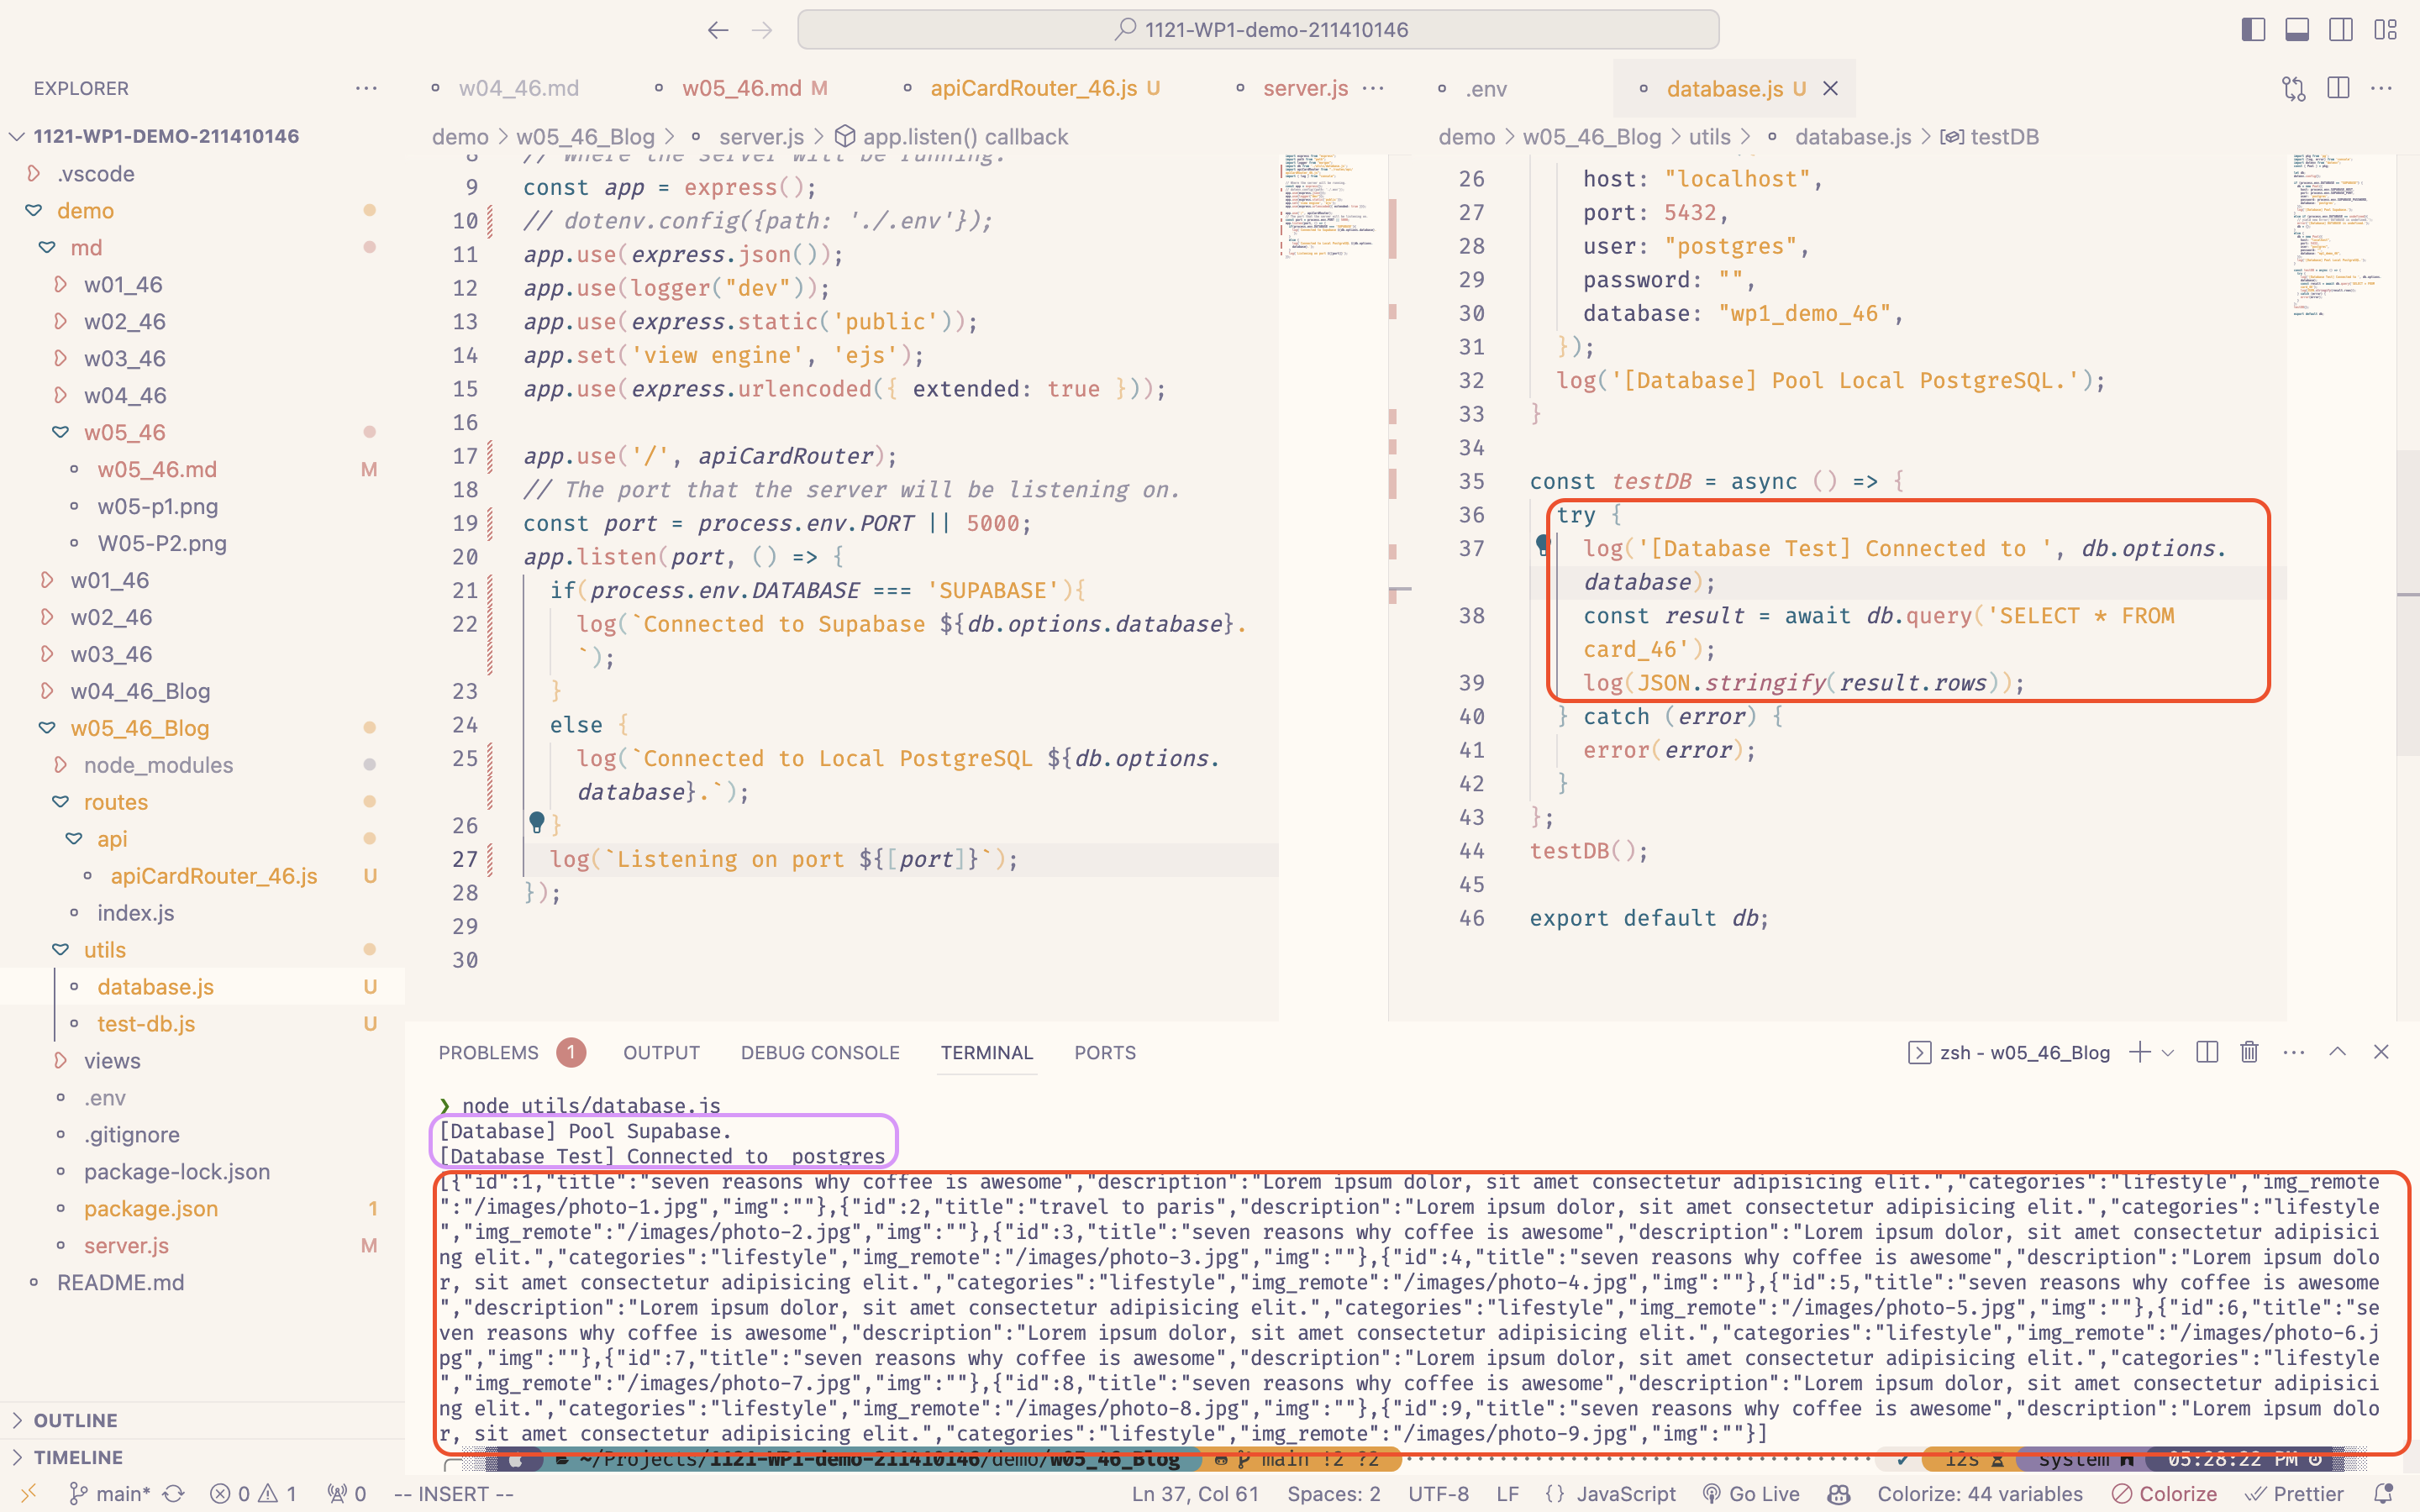 1121-WP1-demo-211410146
EXPLORER
1121-WP1-DEMO-211410146
.vscode
demo
md
w01_46
w02_46
w03_46
w04_46
w05_46
w05_46.md M
w05-p1.png
W05-P2.png
w01_46
w02_46
w03_46
w04_46_Blog
w05_46_Blog
node_modules
routes
api
apiCardRouter_46.js U
index.js
utils
database.js U
test-db.js U
views
.env
.gitignore
package-lock.json
package.json 1
server.js M
README.md
OUTLINE
TIMELINE
w04_46.md w05_46.md M apiCardRouter_46.js U server.js ...
demo > w05_46_Blog > server.js > app.listen() callback
8 // Where the server will be running.
9 const app = express();
10 // dotenv.config({path: './.env'});
11 app.use(express.json());
12 app.use(logger("dev"));
13 app.use(express.static('public'));
14 app.set('view engine', 'ejs');
15 app.use(express.urlencoded({ extended: true }));
16
17 app.use('/', apiCardRouter);
18 // The port that the server will be listening on.
19 const port = process.env.PORT || 5000;
20 app.listen(port, () => {
21 if(process.env.DATABASE === 'SUPABASE'){
22 log(`Connected to Supabase ${db.options.database}.
`);
23 }
24 else {
25 log(`Connected to Local PostgreSQL ${db.options.
database}.`);
26 }
27 log(`Listening on port ${[port]}`);
28 });
29
30
.env database.js U
demo > w05_46_Blog > utils > database.js > testDB
26 host: "localhost",
27 port: 5432,
28 user: "postgres",
29 password: "",
30 database: "wp1_demo_46",
31 });
32 log('[Database] Pool Local PostgreSQL.');
33 }
34
35 const testDB = async () => {
36 try {
37 log('[Database Test] Connected to ', db.options.
database);
38 const result = await db.query('SELECT * FROM
card_46');
39 log(JSON.stringify(result.rows));
40 } catch (error) {
41 error(error);
42 }
43 };
44 testDB();
45
46 export default db;
PROBLEMS 1 OUTPUT DEBUG CONSOLE TERMINAL PORTS
zsh - w05_46_Blog
❯ node utils/database.js
[Database] Pool Supabase.
[Database Test] Connected to  postgres
[{"id":1,"title":"seven reasons why coffee is awesome","description":"Lorem ipsum dolor, sit amet consectetur adipisicing elit.","categories":"lifestyle","img_remote
":"/images/photo-1.jpg","img":""},{"id":2,"title":"travel to paris","description":"Lorem ipsum dolor, sit amet consectetur adipisicing elit.","categories":"lifestyle
","img_remote":"/images/photo-2.jpg","img":""},{"id":3,"title":"seven reasons why coffee is awesome","description":"Lorem ipsum dolor, sit amet consectetur adipisici
ng elit.","categories":"lifestyle","img_remote":"/images/photo-3.jpg","img":""},{"id":4,"title":"seven reasons why coffee is awesome","description":"Lorem ipsum dolo
r, sit amet consectetur adipisicing elit.","categories":"lifestyle","img_remote":"/images/photo-4.jpg","img":""},{"id":5,"title":"seven reasons why coffee is awesome
","description":"Lorem ipsum dolor, sit amet consectetur adipisicing elit.","categories":"lifestyle","img_remote":"/images/photo-5.jpg","img":""},{"id":6,"title":"se
ven reasons why coffee is awesome","description":"Lorem ipsum dolor, sit amet consectetur adipisicing elit.","categories":"lifestyle","img_remote":"/images/photo-6.j
pg","img":""},{"id":7,"title":"seven reasons why coffee is awesome","description":"Lorem ipsum dolor, sit amet consectetur adipisicing elit.","categories":"lifestyle
","img_remote":"/images/photo-7.jpg","img":""},{"id":8,"title":"seven reasons why coffee is awesome","description":"Lorem ipsum dolor, sit amet consectetur adipisici
ng elit.","categories":"lifestyle","img_remote":"/images/photo-8.jpg","img":""},{"id":9,"title":"seven reasons why coffee is awesome","description":"Lorem ipsum dolo
r, sit amet consectetur adipisicing elit.","categories":"lifestyle","img_remote":"/images/photo-9.jpg","img":""}]
~/Projects/1121-WP1-demo-211410146/demo/w05_46_Blog main !2 ?2 12s system 05:28:22 PM
main* 0 1 0 -- INSERT -- Ln 37, Col 61 Spaces: 2 UTF-8 LF {} JavaScript Go Live Colorize: 44 variables Colorize Prettier